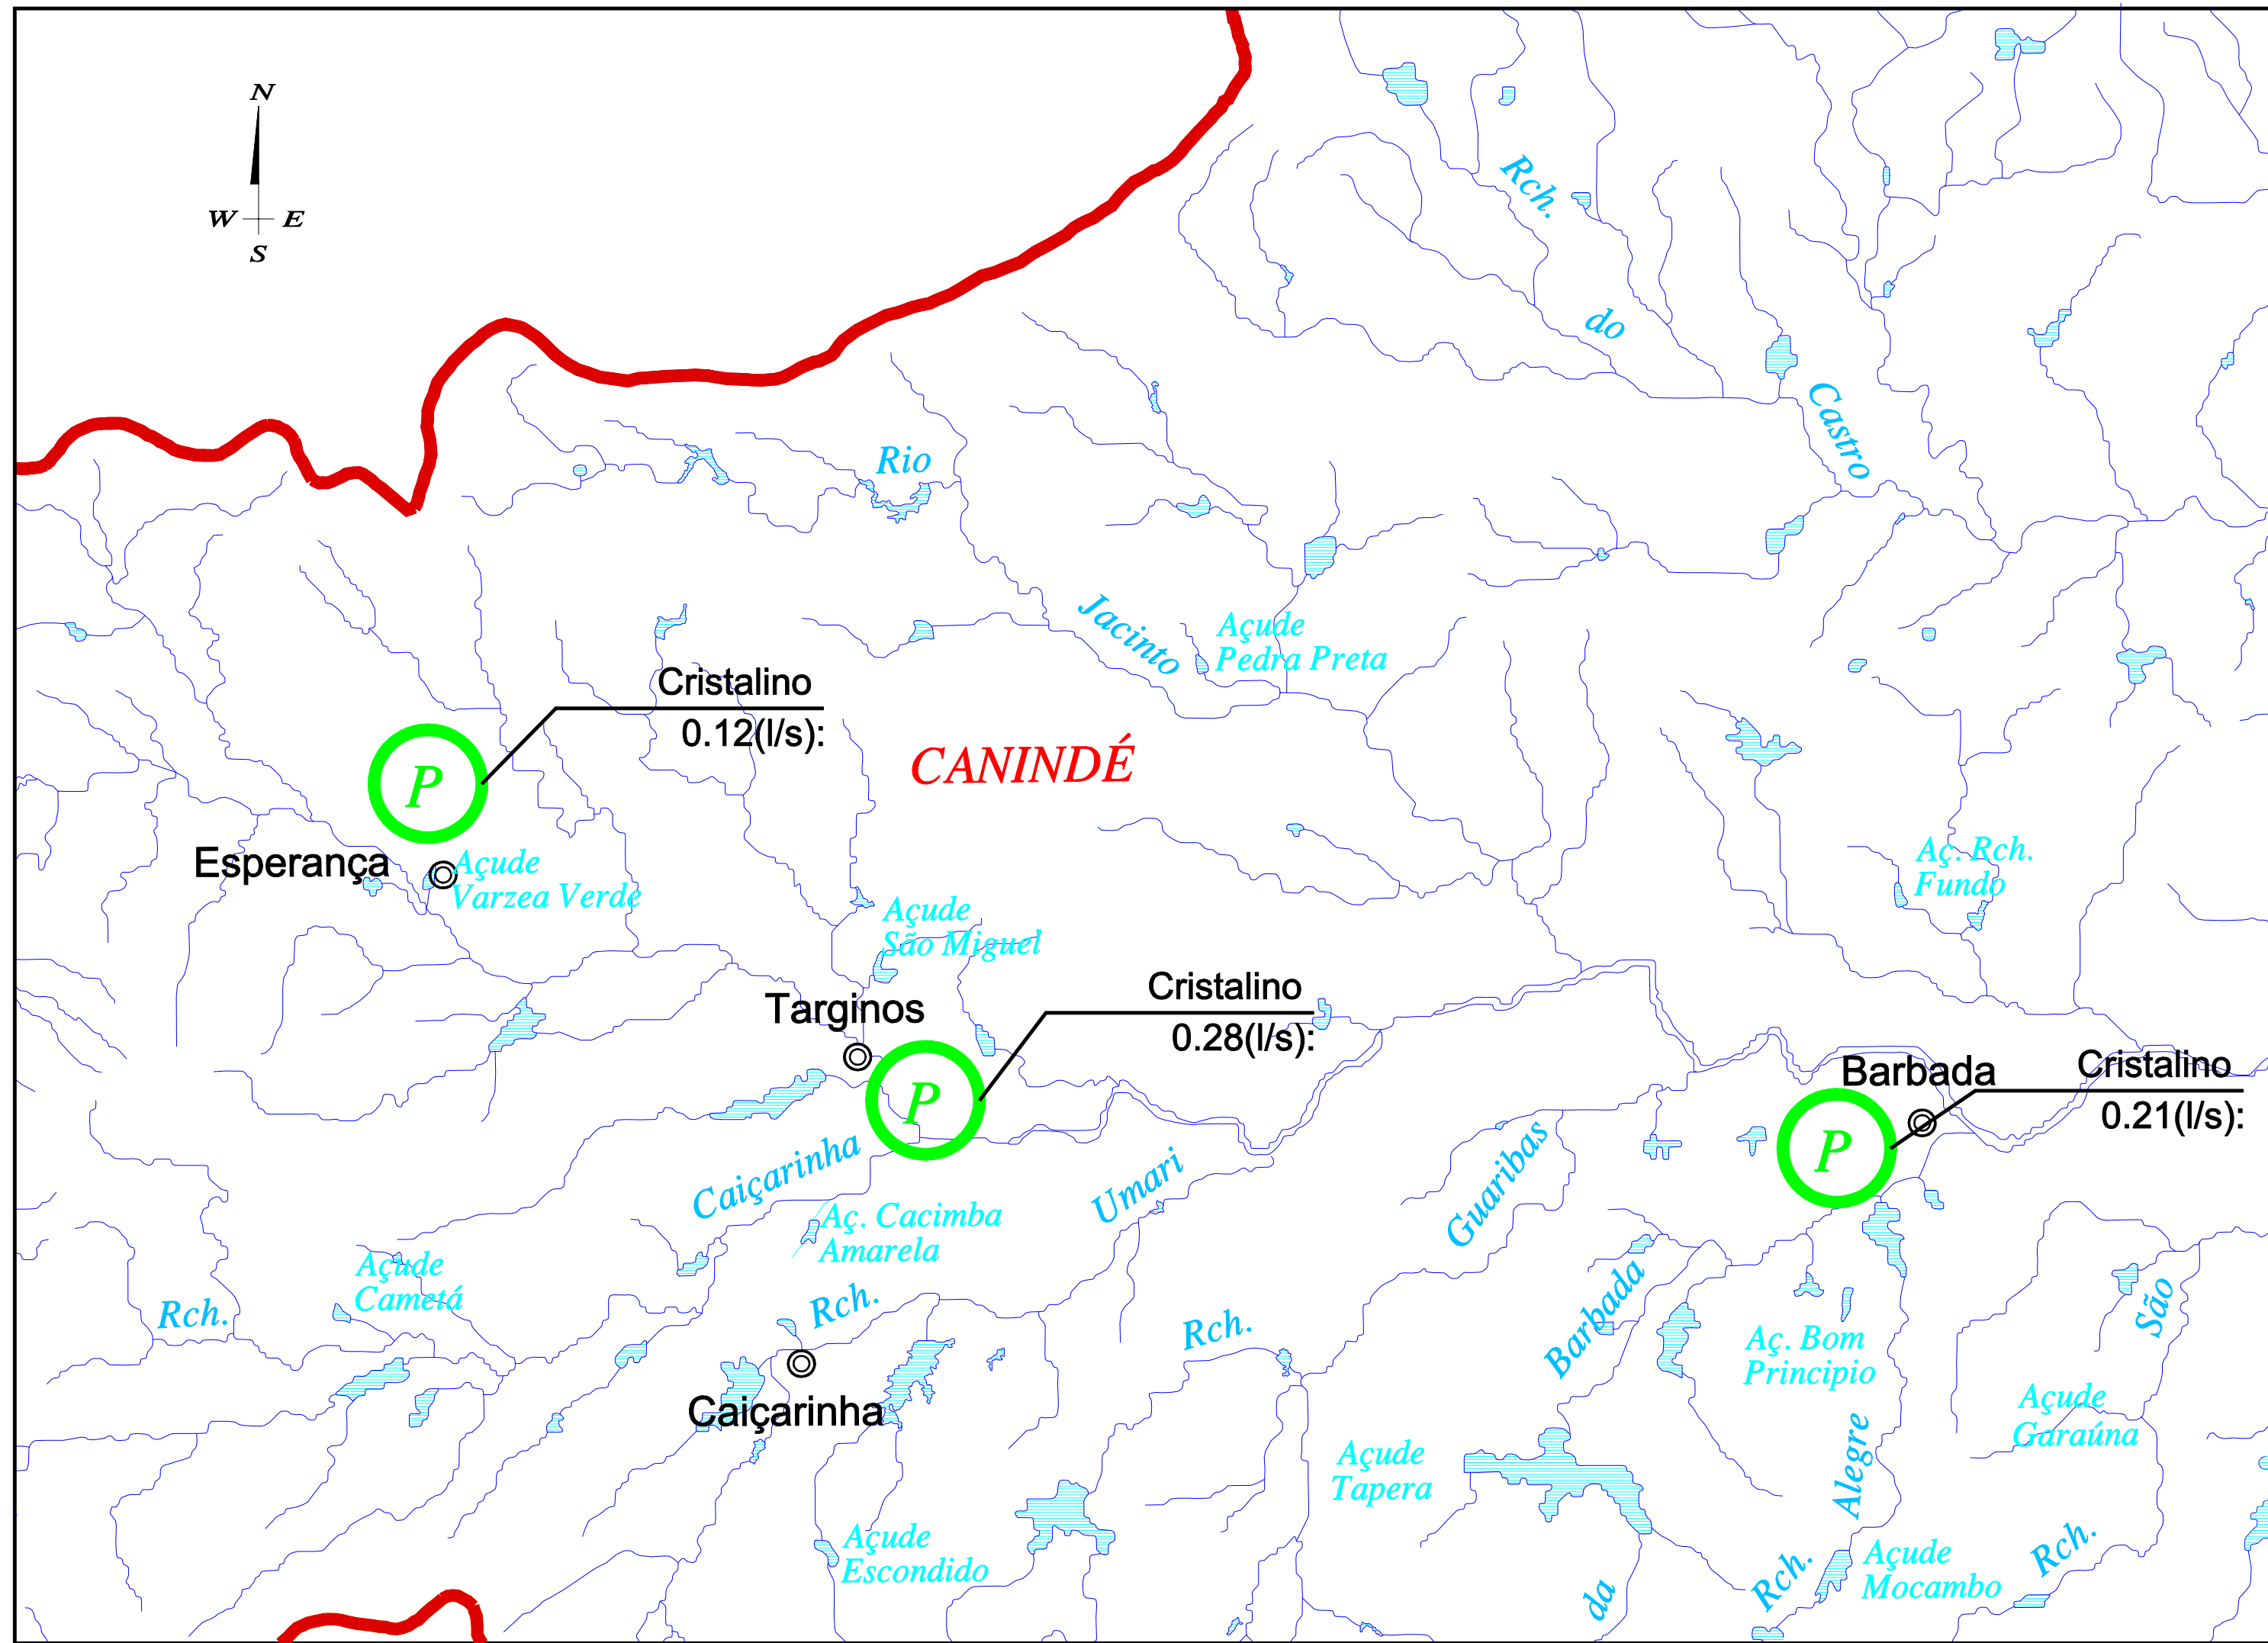 N
W E
S
Rch.
do
Castro
Rio
Jacinto
Açude
Pedra Preta
Cristalino
0.12(l/s):
P
CANINDÉ
Esperança
Açude
Varzea Verde
Aç. Rch.
Fundo
Açude
São Miguel
Targinos
Cristalino
0.28(l/s):
P
Barbada
Cristalino
0.21(l/s):
P
Caiçarinha
Umari
Guaribas
Aç. Cacimba
Amarela
Açude
Cametá
Rch.
Rch.
Rch.
Barbada
São
Aç. Bom
Principio
Caiçarinha
Açude
Garaúna
Açude
Tapera
Alegre
Açude
Escondido
da
Rch.
Açude
Mocambo
Rch.